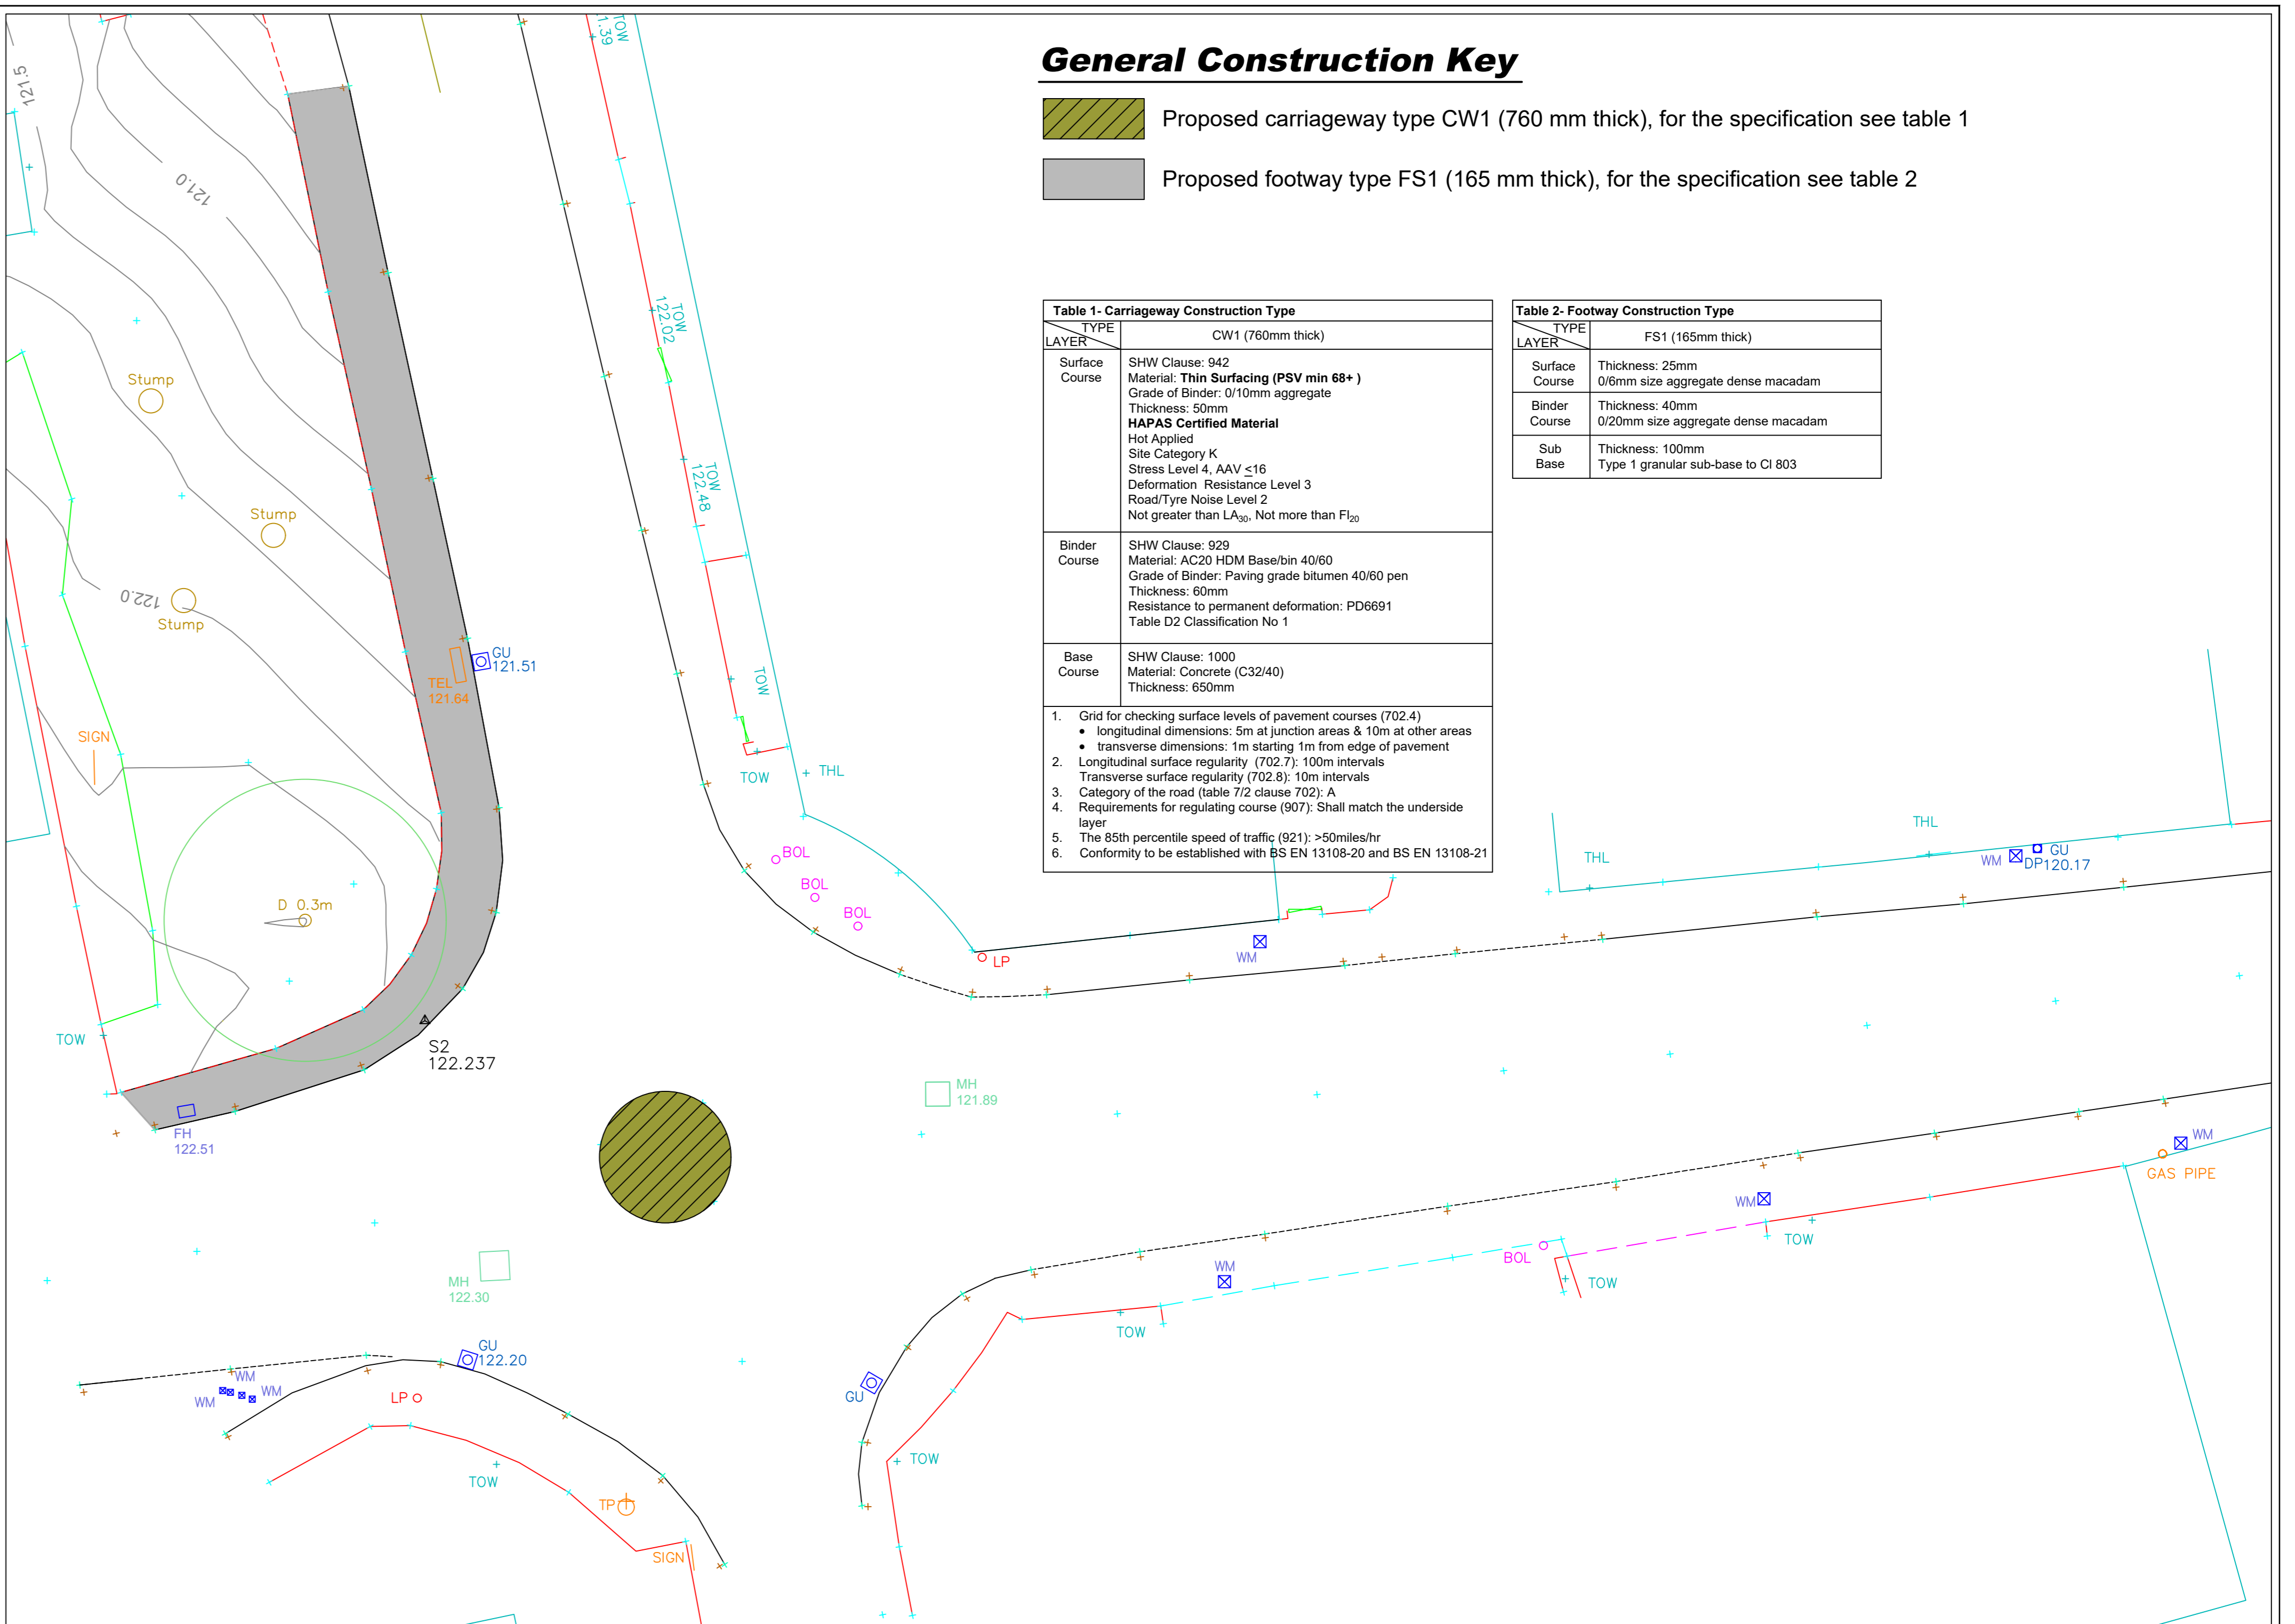 General Construction Key
Proposed carriageway type CW1 (760 mm thick), for the specification see table 1
Proposed footway type FS1 (165 mm thick), for the specification see table 2
Table 1- Carriageway Construction Type
TYPE
LAYER
CW1 (760mm thick)
Surface
Course
SHW Clause: 942
Material: Thin Surfacing (PSV min 68+ )
Grade of Binder: 0/10mm aggregate
Thickness: 50mm
HAPAS Certified Material
Hot Applied
Site Category K
Stress Level 4, AAV ≤16
Deformation Resistance Level 3
Road/Tyre Noise Level 2
Not greater than LA30, Not more than Fl20
Binder
Course
SHW Clause: 929
Material: AC20 HDM Base/bin 40/60
Grade of Binder: Paving grade bitumen 40/60 pen
Thickness: 60mm
Resistance to permanent deformation: PD6691
Table D2 Classification No 1
Base
Course
SHW Clause: 1000
Material: Concrete (C32/40)
Thickness: 650mm
1. Grid for checking surface levels of pavement courses (702.4)
• longitudinal dimensions: 5m at junction areas & 10m at other areas
• transverse dimensions: 1m starting 1m from edge of pavement
2. Longitudinal surface regularity (702.7): 100m intervals
Transverse surface regularity (702.8): 10m intervals
3. Category of the road (table 7/2 clause 702): A
4. Requirements for regulating course (907): Shall match the underside
layer
5. The 85th percentile speed of traffic (921): >50miles/hr
6. Conformity to be established with BS EN 13108-20 and BS EN 13108-21
Table 2- Footway Construction Type
TYPE
LAYER
FS1 (165mm thick)
Surface
Course
Thickness: 25mm
0/6mm size aggregate dense macadam
Binder
Course
Thickness: 40mm
0/20mm size aggregate dense macadam
Sub
Base
Thickness: 100mm
Type 1 granular sub-base to Cl 803
121.5
121.0
122.0
TOW
1.39
TOW
122.02
TOW
122.48
TOW
Stump
Stump
Stump
GU
121.51
TEL
121.64
SIGN
D 0.3m
TOW
THL
TOW
BOL
BOL
BOL
LP
WM
THL
THL
WM
GU
DP120.17
S2
122.237
FH
122.51
MH
121.89
MH
122.30
WM
GAS PIPE
WM
TOW
BOL
TOW
WM
TOW
GU
122.20
WM
WM
WM
LP
GU
TOW
TOW
TP
SIGN